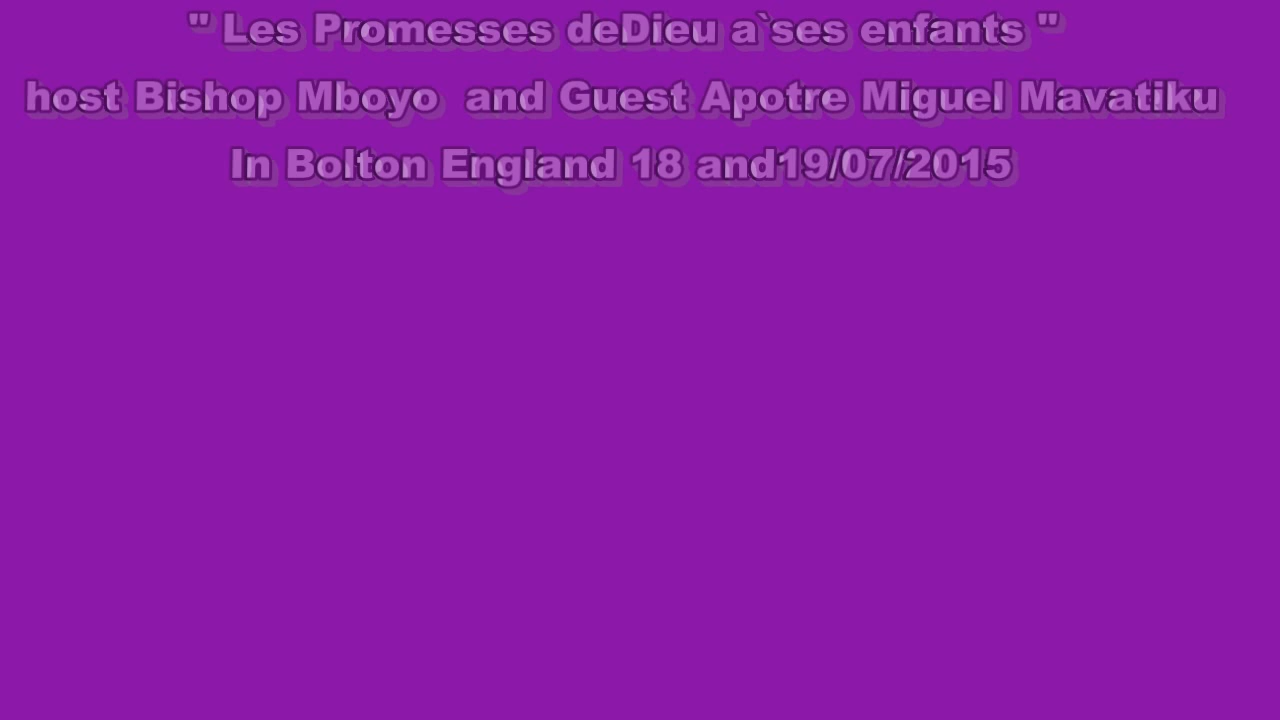 " Les Promesses deDieu a`ses enfants "
host Bishop Mboyo  and Guest Apotre Miguel Mavatiku
In Bolton England 18 and19/07/2015